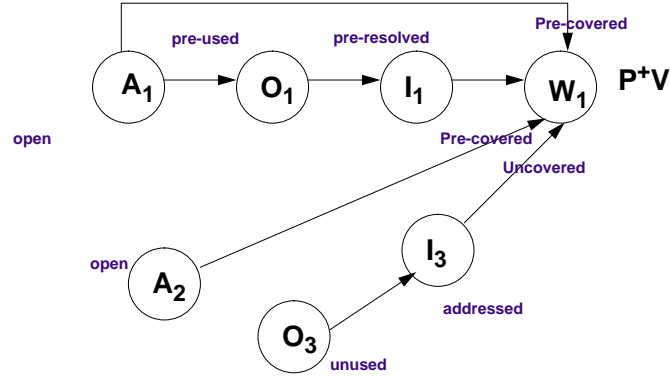 Pre-covered
pre-used
pre-resolved
A1
O1
I1
W1
P+V
open
Pre-covered
Uncovered
open
A2
I3
addressed
O3
unused